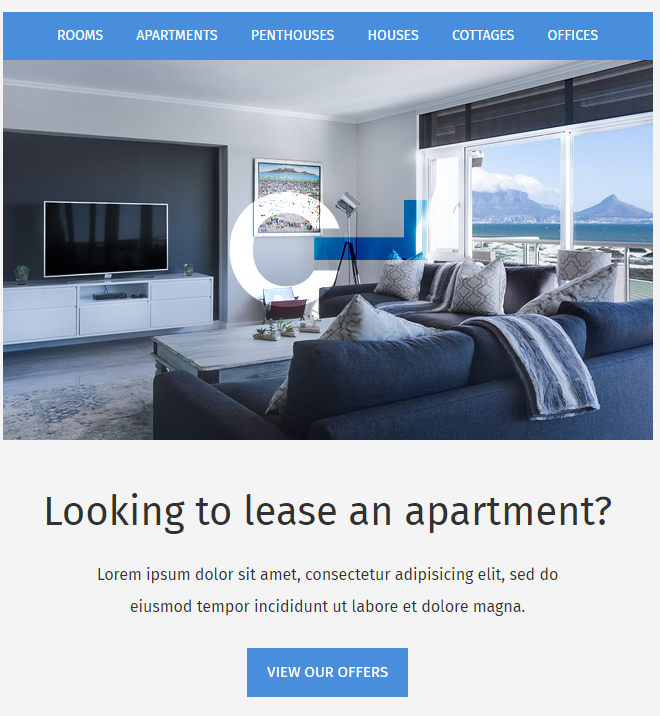 ROOMS APARTMENTS PENTHOUSES HOUSES COTTAGES OFFICES
Looking to lease an apartment?
Lorem ipsum dolor sit amet, consectetur adipisicing elit, sed do
eiusmod tempor incididunt ut labore et dolore magna.
VIEW OUR OFFERS